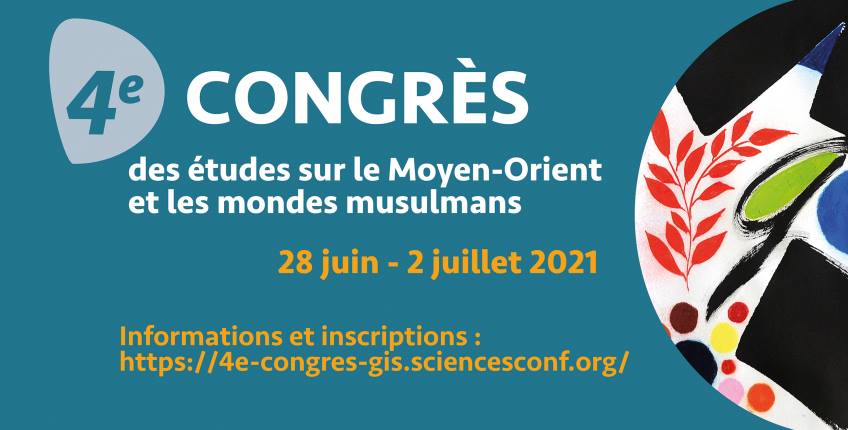 4e CONGRÈS
des études sur le Moyen-Orient
et les mondes musulmans
28 juin - 2 juillet 2021
Informations et inscriptions :
https://4e-congres-gis.sciencesconf.org/